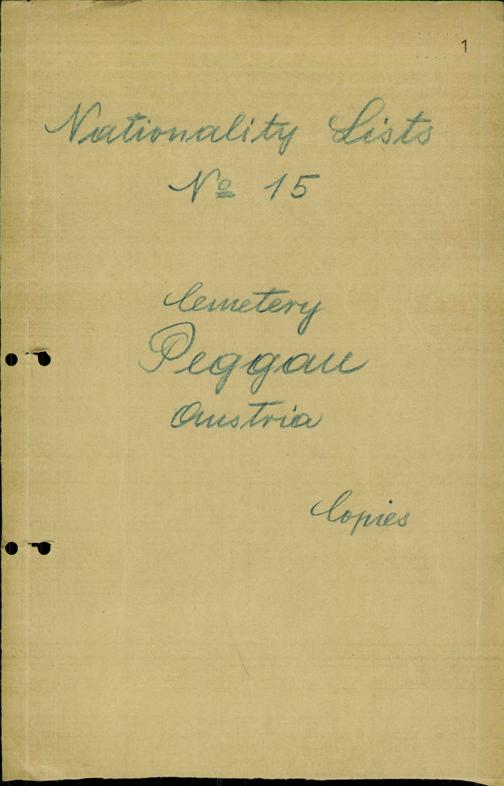 1
Nationality Lists
Nº 15
Cemetery
Peggau
Austria
Copies